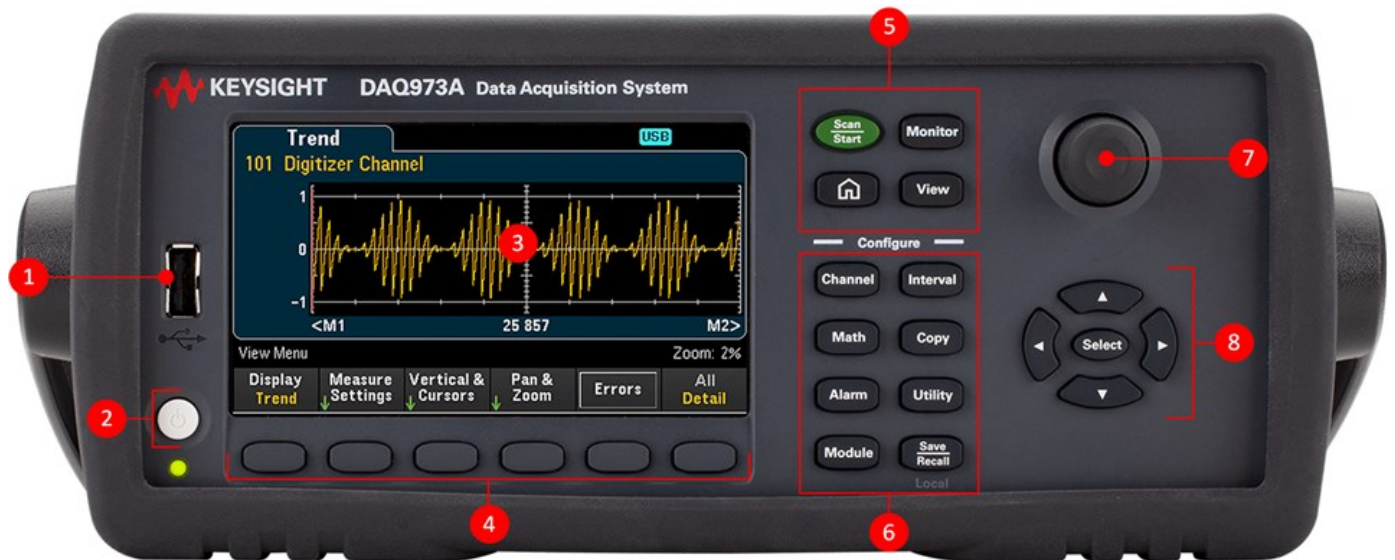 KEYSIGHT DAQ973A Data Acquisition System
Trend USB
101 Digitizer Channel
1
0
-1
<M1 25 857 M2>
View Menu Zoom: 2%
Display Measure Vertical & Pan & Errors All
Trend Settings Cursors Zoom Detail
1
2
3
4
5
Scan Monitor
Start
View
Configure
Channel Interval
Math Copy
Alarm Utility
Module Save
Recall
Local
6
7
Select
8